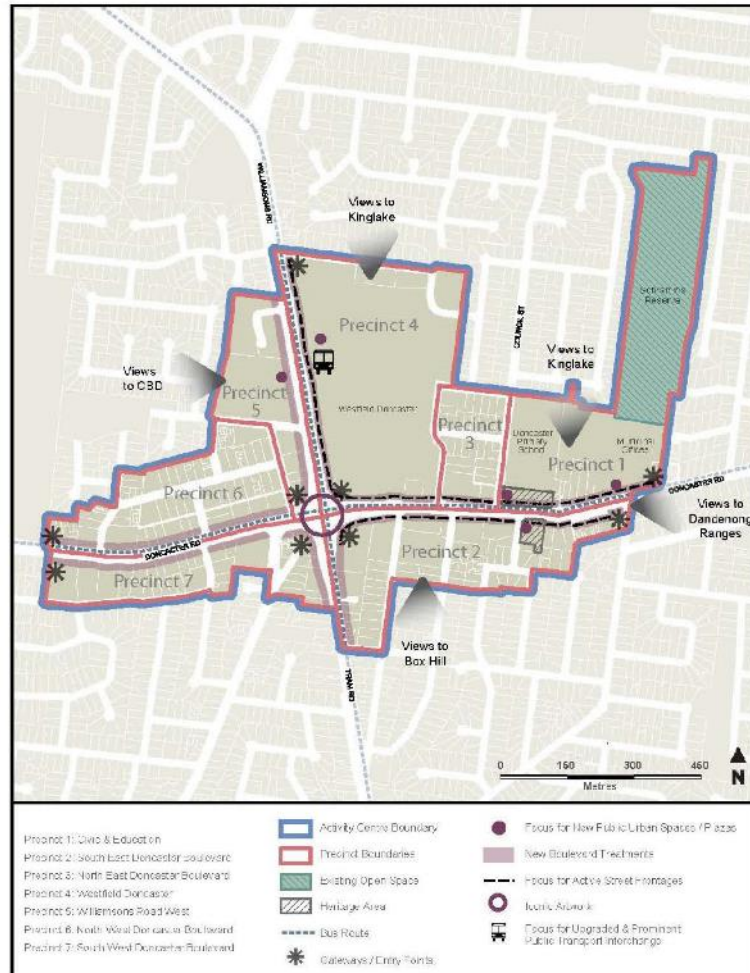 WILLIAMSONS RD
Views to
Kinglake
Schramms
Reserve
COUNCIL ST
Precinct 4
Views to
Kinglake
Views
to CBD
Precinct
5
Westfield Doncaster
Precinct
3
Doncaster
Primary
School
Municipal
Offices
Precinct 1
DONCASTER RD
Precinct 6
Views to
Dandenong
Ranges
DONCASTER RD
Precinct 2
Precinct 7
Views to
Box Hill
TRAM RD
0 150 300 460
Metres
N
Precinct 1: Civic & Education
Precinct 2: South East Doncaster Boulevard
Precinct 3: North East Doncaster Boulevard
Precinct 4: Westfield Doncaster
Precinct 5: Williamsons Road West
Precinct 6: North West Doncaster Boulevard
Precinct 7: South West Doncaster Boulevard
Activity Centre Boundary
Precinct Boundaries
Existing Open Space
Heritage Area
Bus Route
Gateways / Entry Points
Focus for New Public Urban Spaces / Plazas
New Boulevard Treatments
Focus for Active Street Frontages
Iconic Artwork
Focus for Upgraded & Prominent
Public Transport Interchange